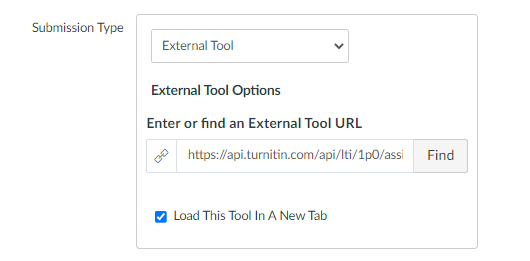 Submission Type
External Tool
External Tool Options
Enter or find an External Tool URL
https://api.turnitin.com/api/lti/1p0/assi
Find
Load This Tool In A New Tab